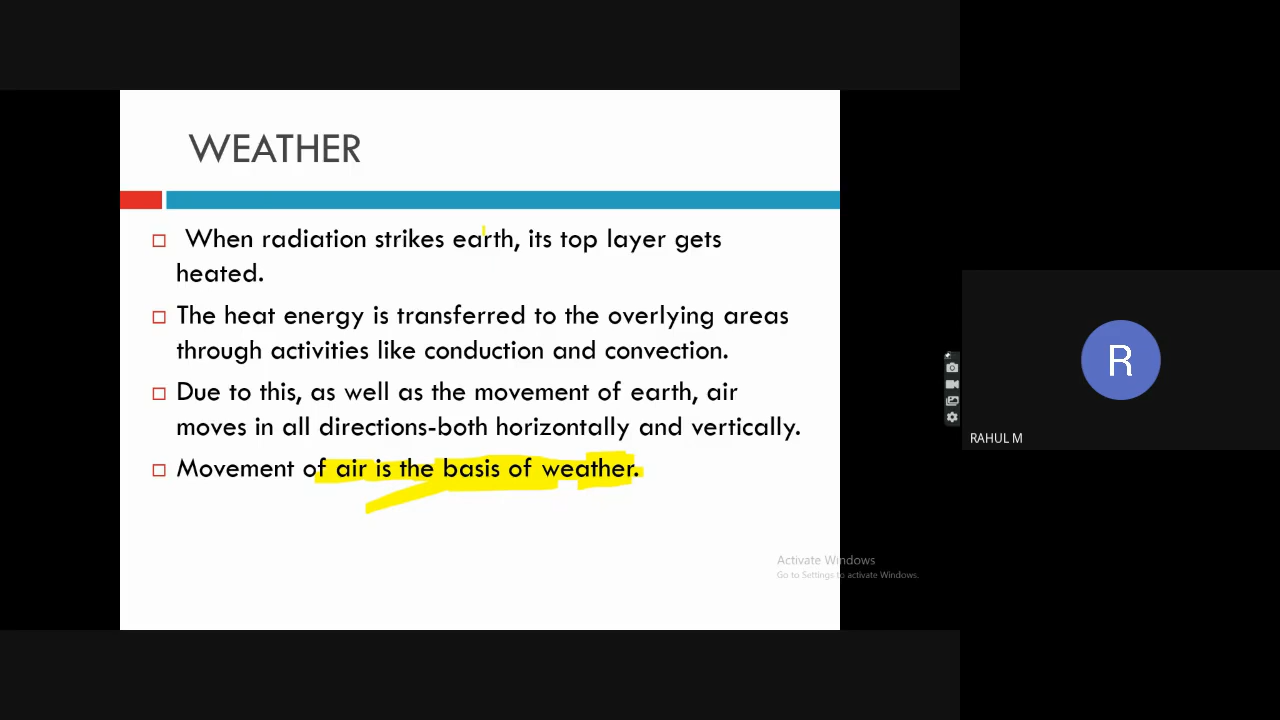 WEATHER
When radiation strikes earth, its top layer gets
heated.
The heat energy is transferred to the overlying areas
through activities like conduction and convection.
Due to this, as well as the movement of earth, air
moves in all directions-both horizontally and vertically.
Movement of air is the basis of weather.
Activate Windows
Go to Settings to activate Windows.
R
RAHUL M